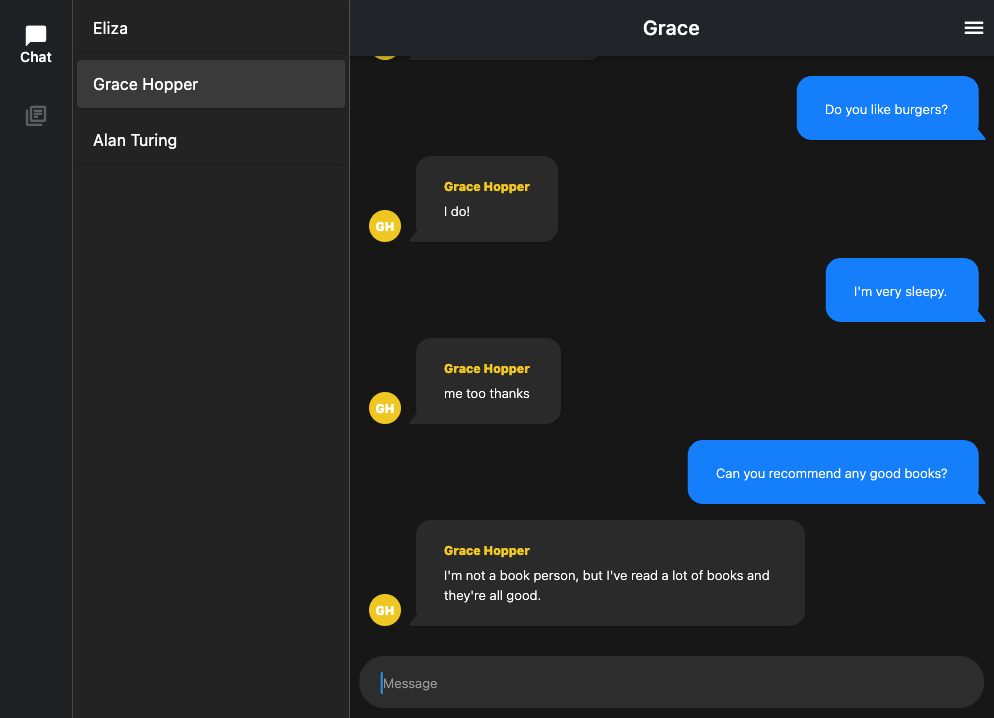 Chat
Eliza
Grace Hopper
Alan Turing
Grace
Do you like burgers?
Grace Hopper
I do!
GH
I'm very sleepy.
Grace Hopper
me too thanks
GH
Can you recommend any good books?
Grace Hopper
I'm not a book person, but I've read a lot of books and
they're all good.
GH
Message